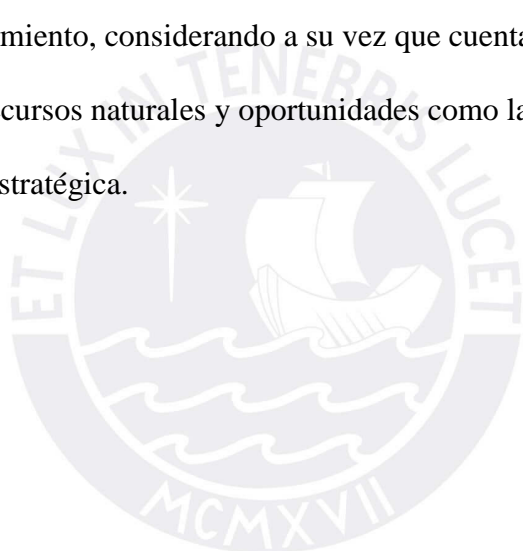 miento, considerando a su vez que cuenta
cursos naturales y oportunidades como la
stratégica.
ET LUX IN TENEBRIS LUCET
MCMXVII